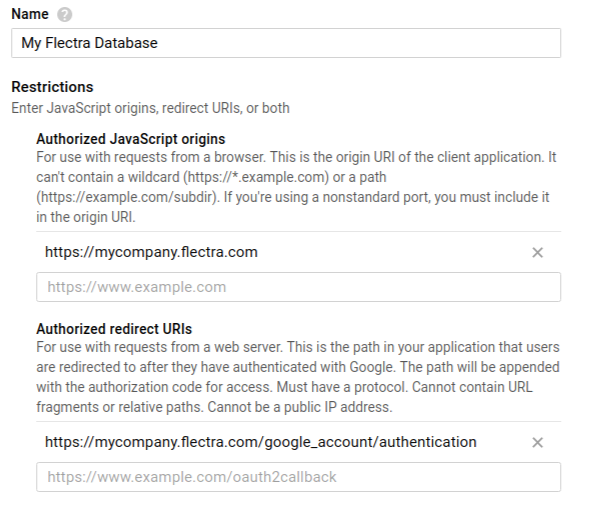 Name ?
My Flectra Database
Restrictions
Enter JavaScript origins, redirect URIs, or both
Authorized JavaScript origins
For use with requests from a browser. This is the origin URI of the client application. It
can't contain a wildcard (https://*.example.com) or a path
(https://example.com/subdir). If you're using a nonstandard port, you must include it
in the origin URI.
https://mycompany.flectra.com
https://www.example.com
Authorized redirect URIs
For use with requests from a web server. This is the path in your application that users
are redirected to after they have authenticated with Google. The path will be appended
with the authorization code for access. Must have a protocol. Cannot contain URL
fragments or relative paths. Cannot be a public IP address.
https://mycompany.flectra.com/google_account/authentication
https://www.example.com/oauth2callback